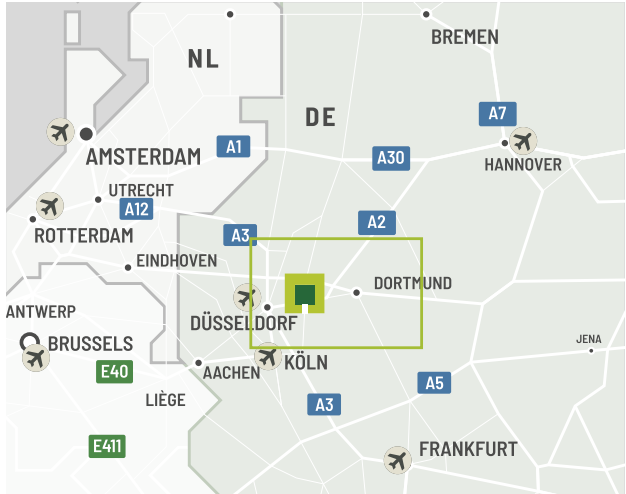 BREMEN
NL
DE
A7
AMSTERDAM
A1
A30
HANNOVER
UTRECHT
A12
A2
ROTTERDAM
A3
EINDHOVEN
DORTMUND
ANTWERP
DÜSSELDORF
BRUSSELS
JENA
KÖLN
E40
AACHEN
A5
LIÈGE
A3
E411
FRANKFURT